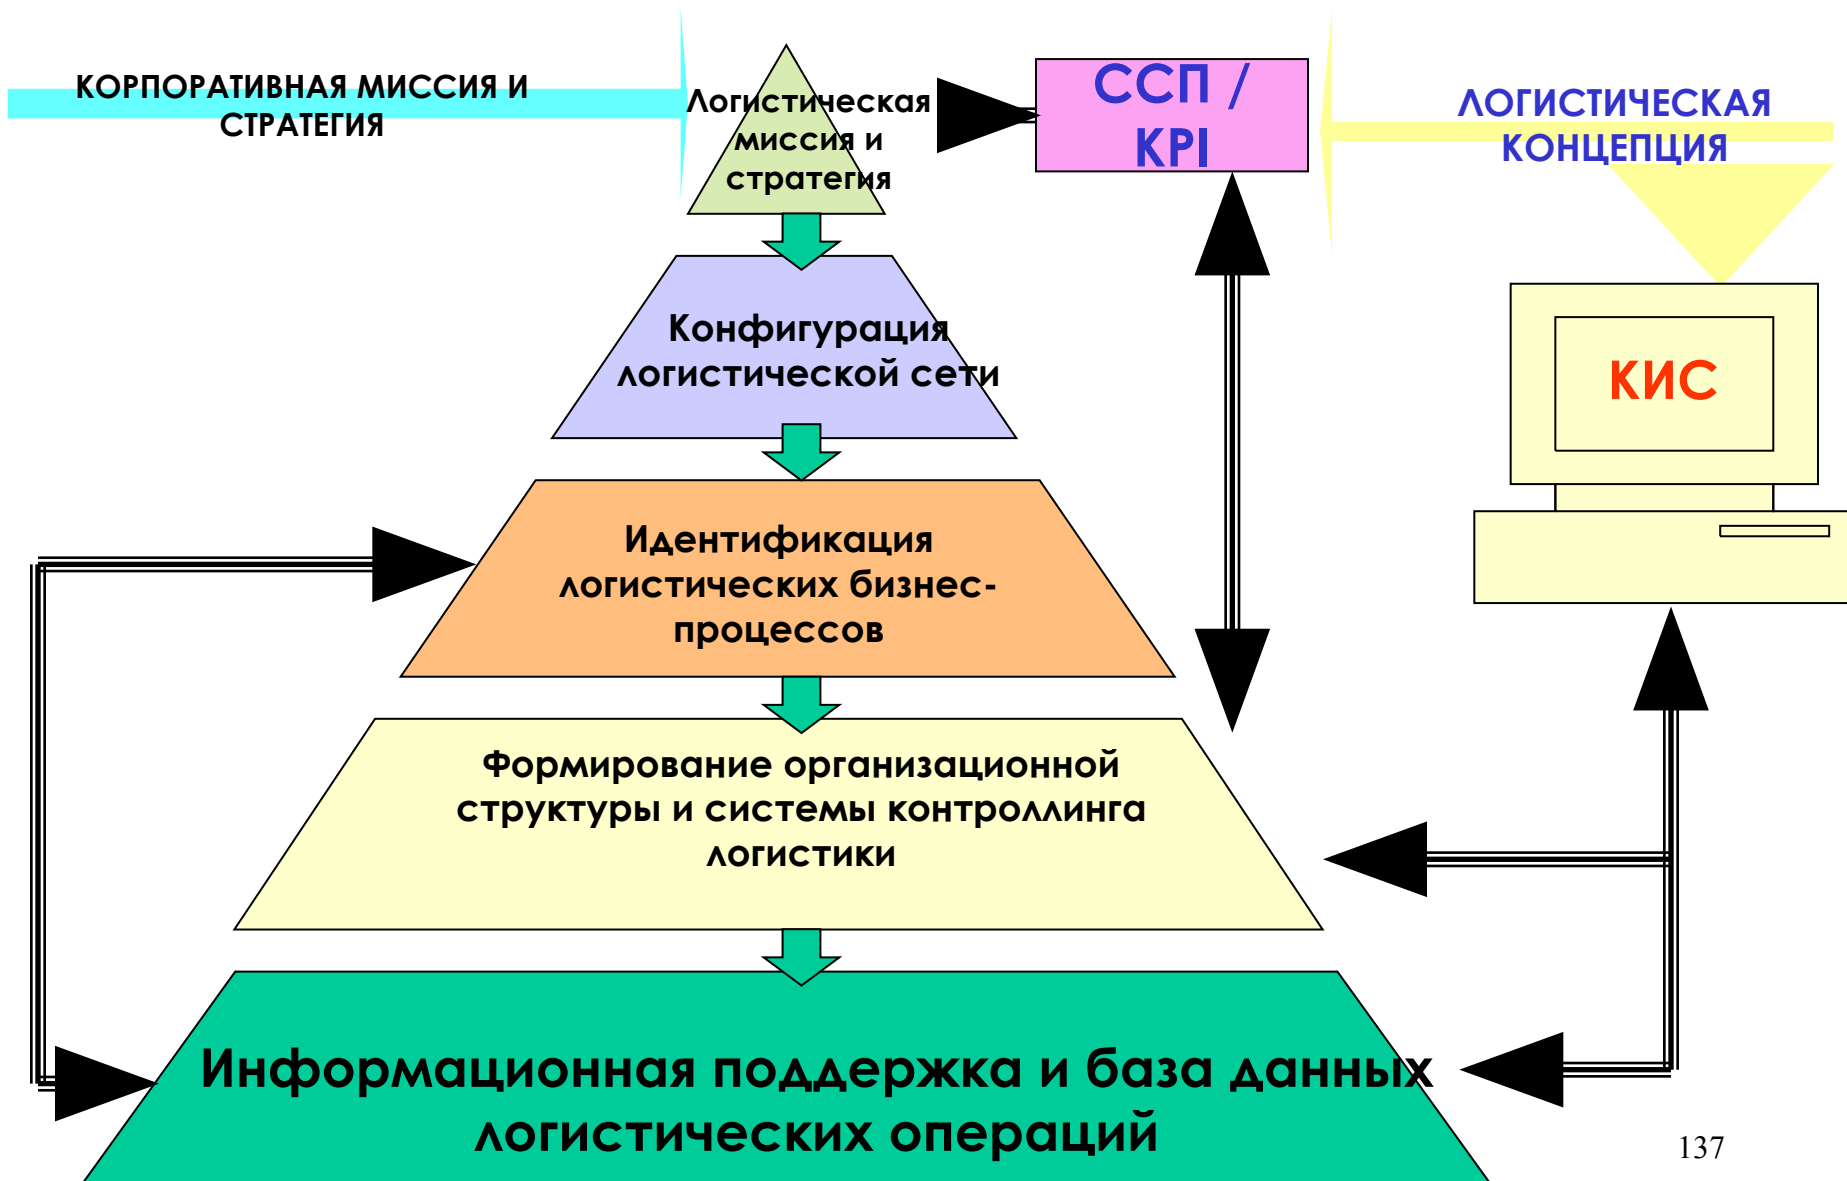 КОРПОРАТИВНАЯ МИССИЯ И
СТРАТЕГИЯ
Логистическая
миссия и
стратегия
ССП /
KPI
ЛОГИСТИЧЕСКАЯ
КОНЦЕПЦИЯ
Конфигурация
логистической сети
КИС
Идентификация
логистических бизнес-
процессов
Формирование организационной
структуры и системы контроллинга
логистики
Информационная поддержка и база данных
логистических операций
137